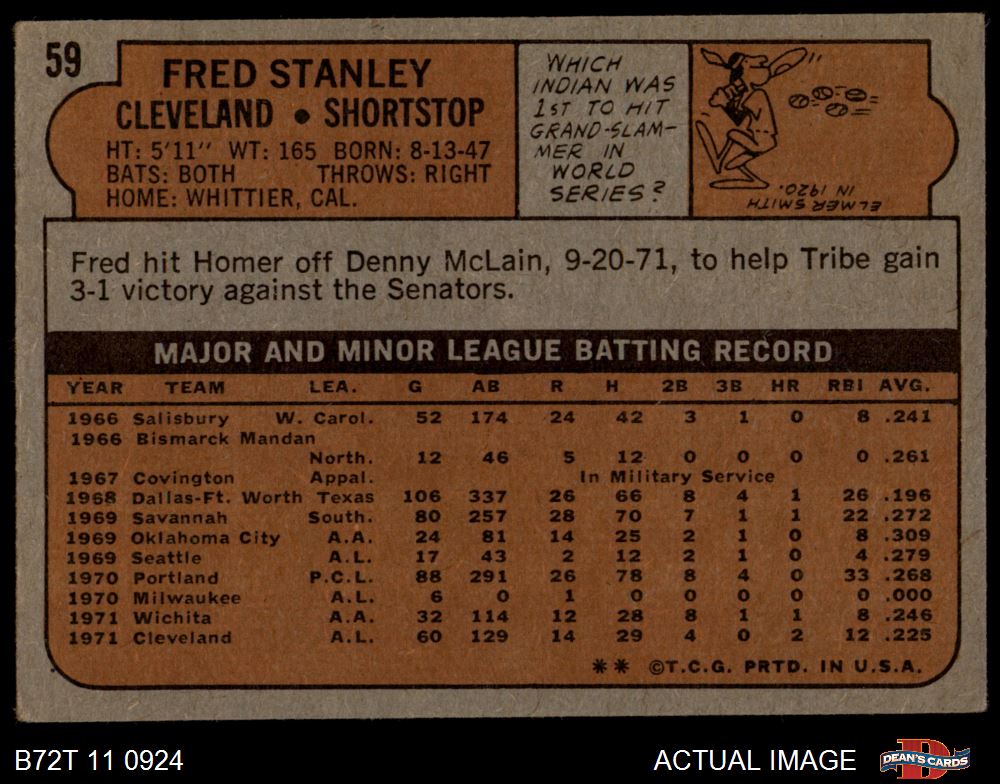 59
FRED STANLEY
CLEVELAND • SHORTSTOP
HT: 5'11" WT: 165 BORN: 8-13-47
BATS: BOTH THROWS: RIGHT
HOME: WHITTIER, CAL.
WHICH
INDIAN WAS
1ST TO HIT
GRAND-SLAM-
MER IN
WORLD
SERIES?
ELMER SMITH
IN 1920.
Fred hit Homer off Denny McLain, 9-20-71, to help Tribe gain
3-1 victory against the Senators.
MAJOR AND MINOR LEAGUE BATTING RECORD
YEAR TEAM LEA. G AB R H 2B 3B HR RBI AVG.
1966 Salisbury W. Carol. 52 174 24 42 3 1 0 8 .241
1966 Bismarck Mandan
North. 12 46 5 12 0 0 0 0 .261
1967 Covington Appal. In Military Service
1968 Dallas-Ft. Worth Texas 106 337 26 66 8 4 1 26 .196
1969 Savannah South. 80 257 28 70 7 1 1 22 .272
1969 Oklahoma City A.A. 24 81 14 25 2 1 0 8 .309
1969 Seattle A.L. 17 43 2 12 2 1 0 4 .279
1970 Portland P.C.L. 88 291 26 78 8 4 0 33 .268
1970 Milwaukee A.L. 6 0 1 0 0 0 0 0 .000
1971 Wichita A.A. 32 114 12 28 8 1 1 8 .246
1971 Cleveland A.L. 60 129 14 29 4 0 2 12 .225
** ©T.C.G. PRTD. IN U.S.A.
B72T 11 0924
ACTUAL IMAGE
D
DEAN'S CARDS